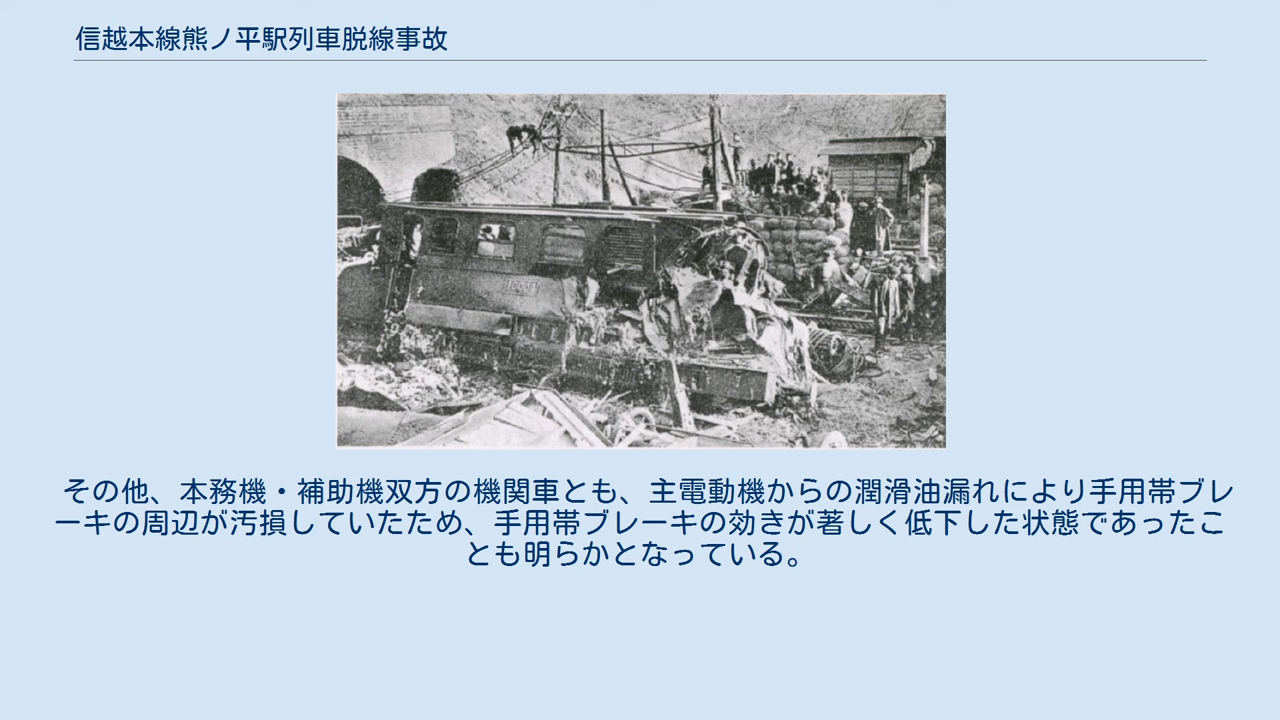 信越本線熊ノ平駅列車脱線事故
その他、本務機・補助機双方の機関車とも、主電動機からの潤滑油漏れにより手用帯ブレ
ーキの周辺が汚損していたため、手用帯ブレーキの効きが著しく低下した状態であったこ
とも明らかとなっている。